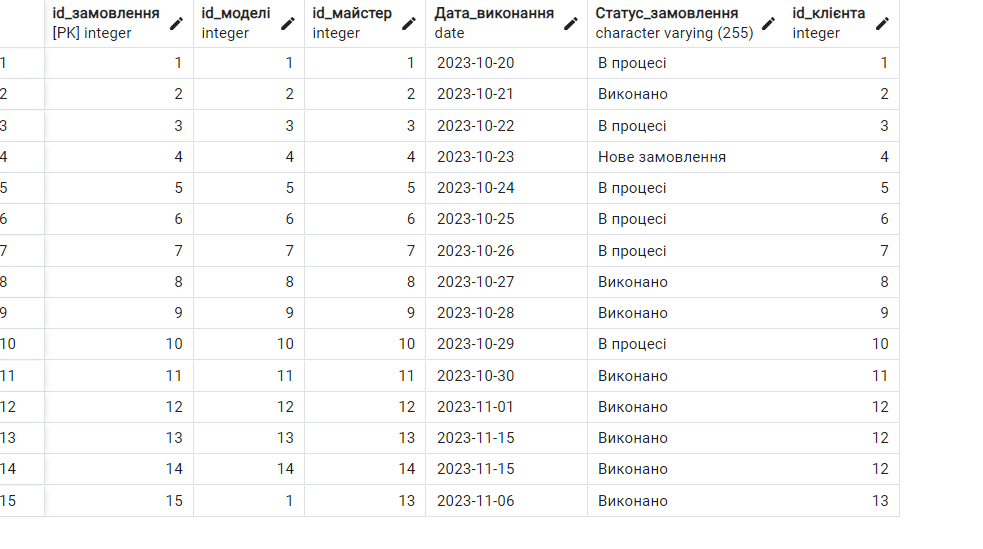 id_замовлення id_моделі id_майстер Дата_виконання Статус_замовлення id_клієнта
[PK] integer integer integer date character varying (255) integer
1 1 1 1 2023-10-20 В процесі 1
2 2 2 2 2023-10-21 Виконано 2
3 3 3 3 2023-10-22 В процесі 3
4 4 4 4 2023-10-23 Нове замовлення 4
5 5 5 5 2023-10-24 В процесі 5
6 6 6 6 2023-10-25 В процесі 6
7 7 7 7 2023-10-26 В процесі 7
8 8 8 8 2023-10-27 Виконано 8
9 9 9 9 2023-10-28 Виконано 9
10 10 10 10 2023-10-29 В процесі 10
11 11 11 11 2023-10-30 Виконано 11
12 12 12 12 2023-11-01 Виконано 12
13 13 13 13 2023-11-15 Виконано 12
14 14 14 14 2023-11-15 Виконано 12
15 15 1 13 2023-11-06 Виконано 13